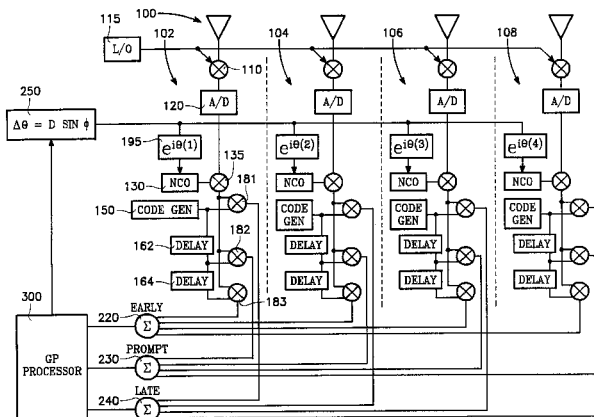 100
115
L/O
102
104
106
108
110
120
A/D
A/D
A/D
A/D
250
Δθ = D SIN ϕ
195
e^iθ(1)
e^iθ(2)
e^iθ(3)
e^iθ(4)
135
130
NCO
NCO
NCO
NCO
181
150
CODE GEN
CODE
GEN
CODE
GEN
CODE
GEN
182
162
DELAY
DELAY
DELAY
DELAY
164
DELAY
DELAY
DELAY
DELAY
183
300
GP
PROCESSOR
EARLY
220
Σ
PROMPT
230
Σ
LATE
240
Σ